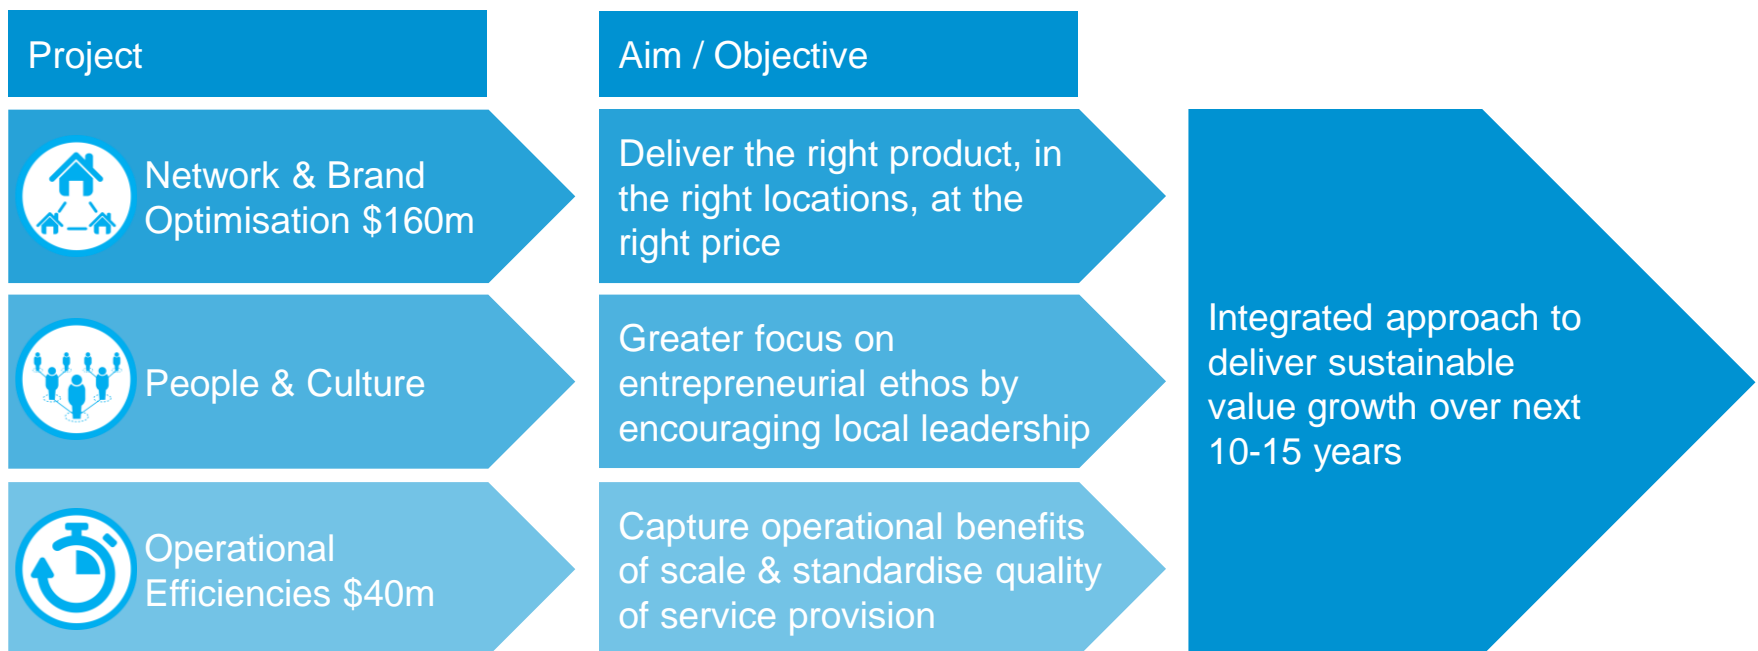 Project
Aim / Objective
Network & Brand
Optimisation $160m
Deliver the right product, in
the right locations, at the
right price
People & Culture
Greater focus on
entrepreneurial ethos by
encouraging local leadership
Operational
Efficiencies $40m
Capture operational benefits
of scale & standardise quality
of service provision
Integrated approach to
deliver sustainable
value growth over next
10-15 years